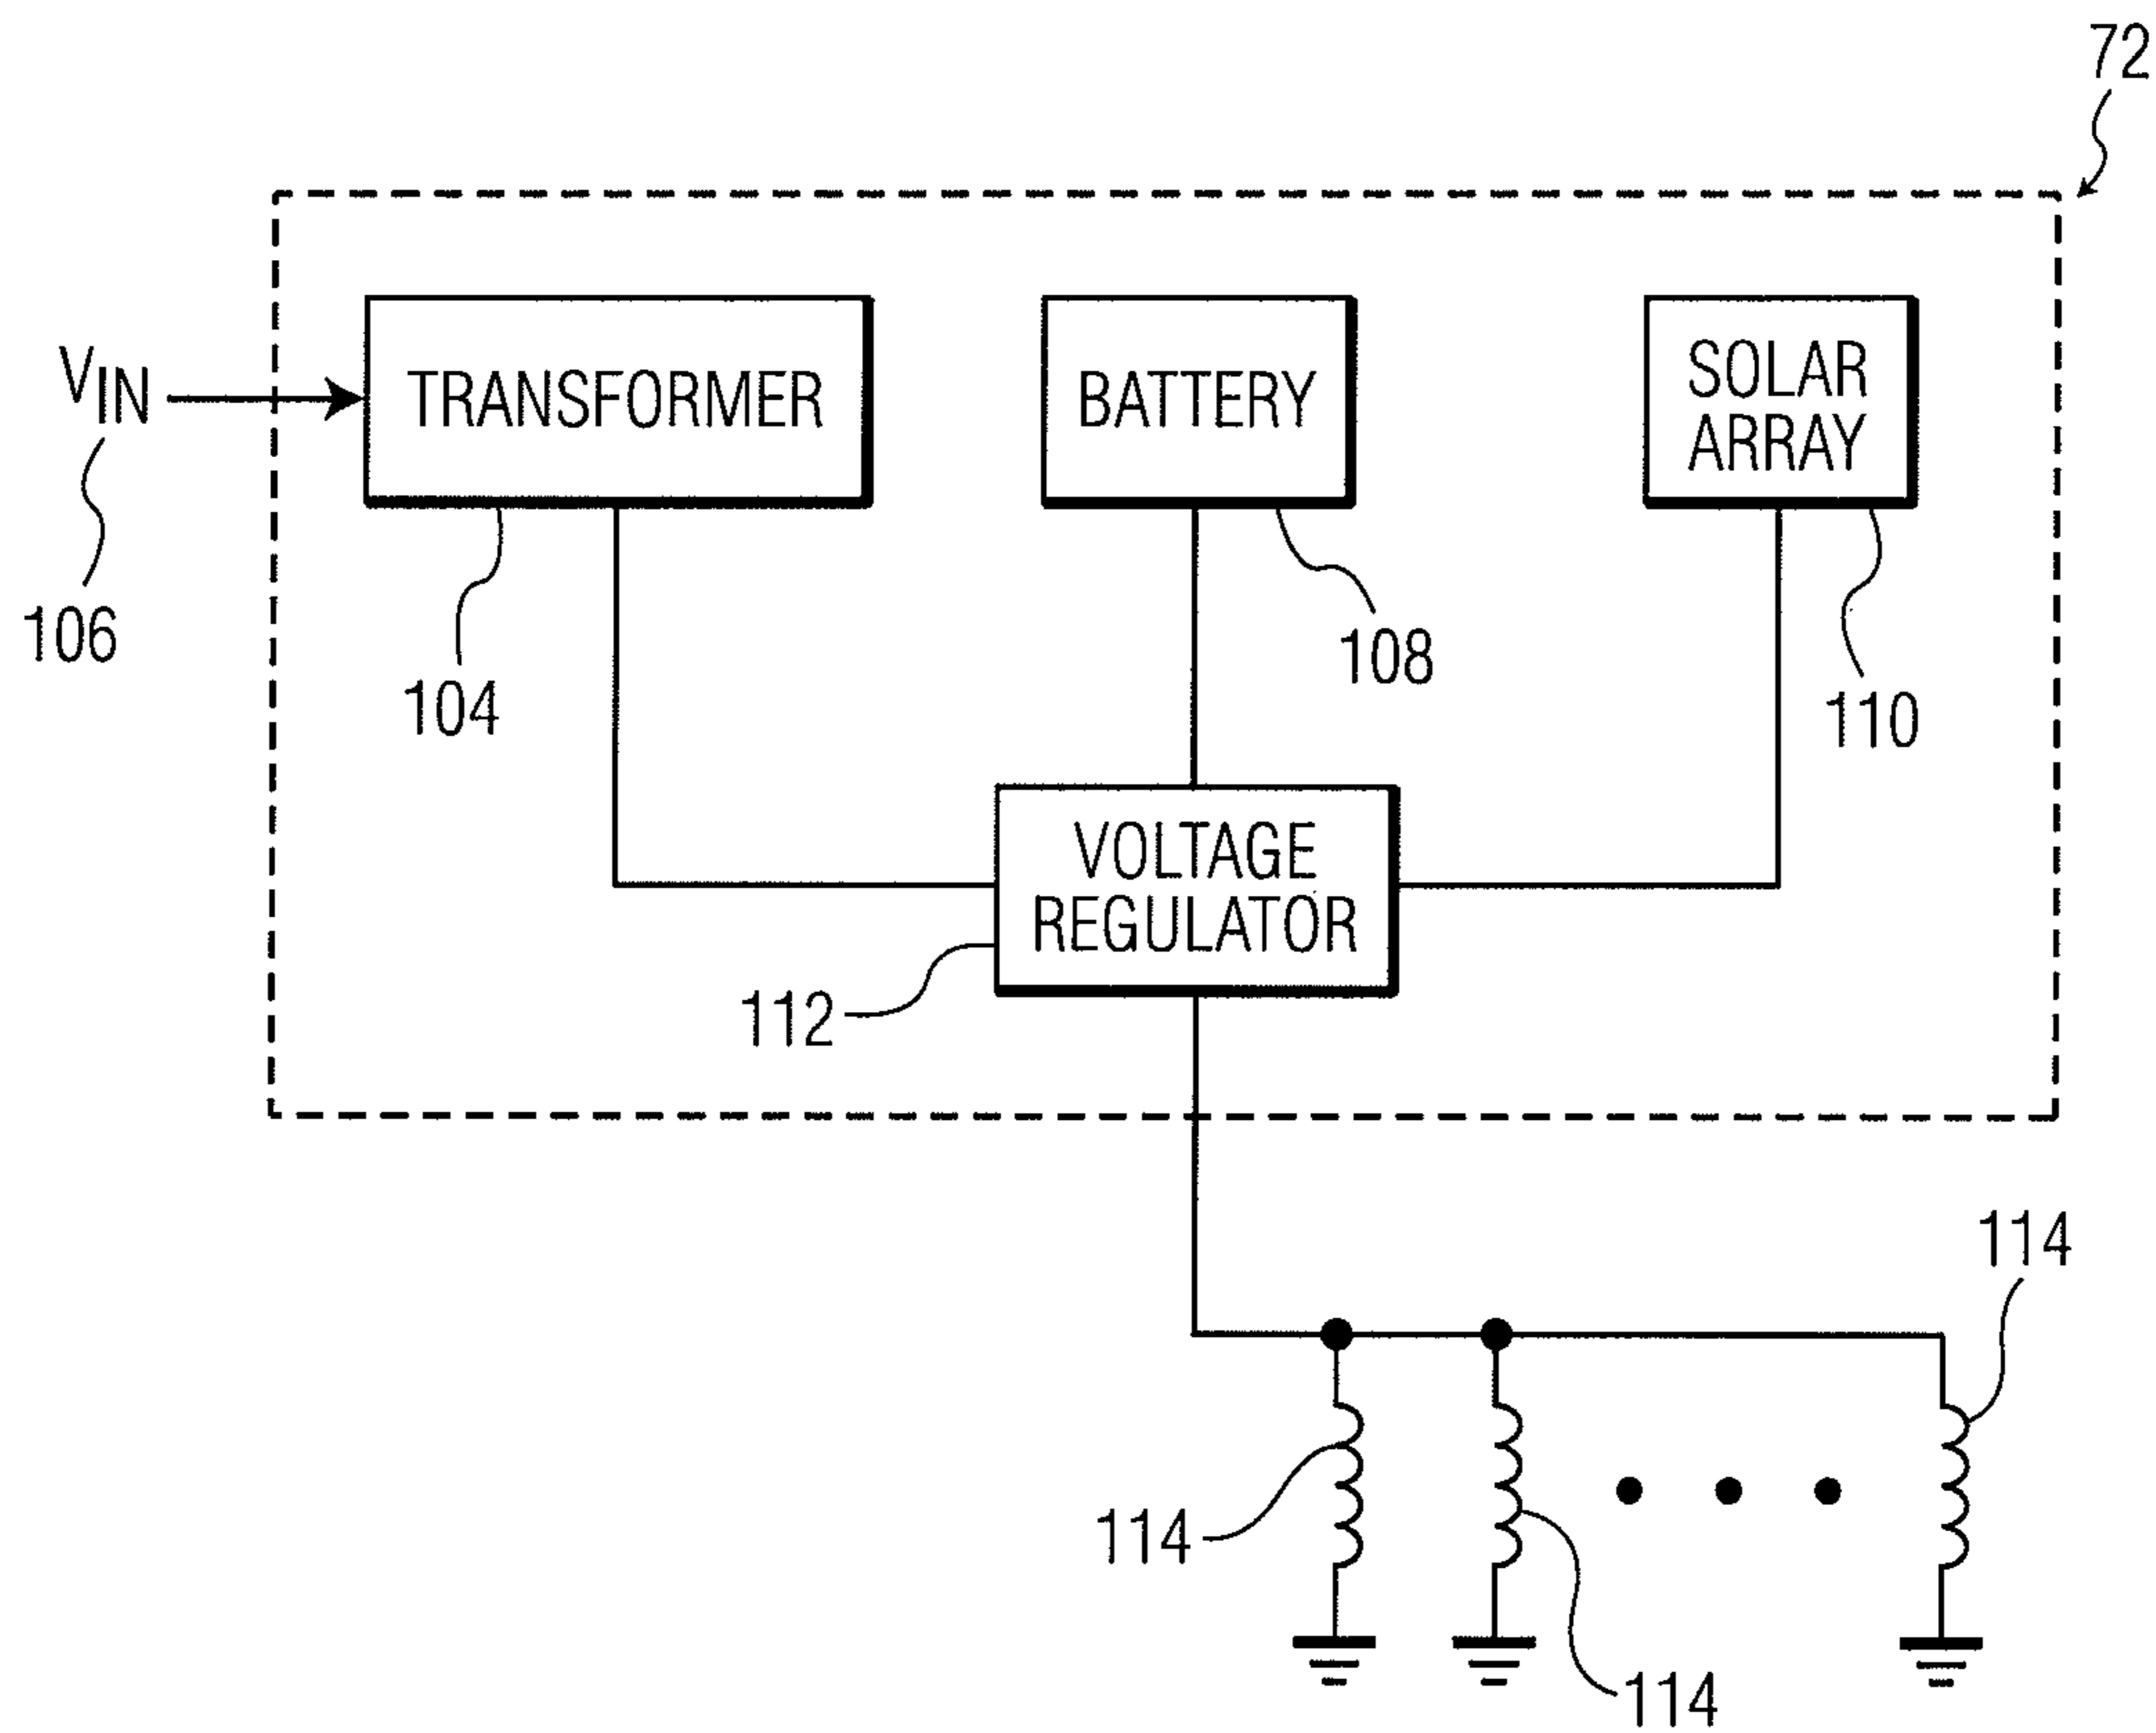 72
VIN
TRANSFORMER
BATTERY
SOLAR
ARRAY
106
104
108
110
VOLTAGE
REGULATOR
112
114
114
114